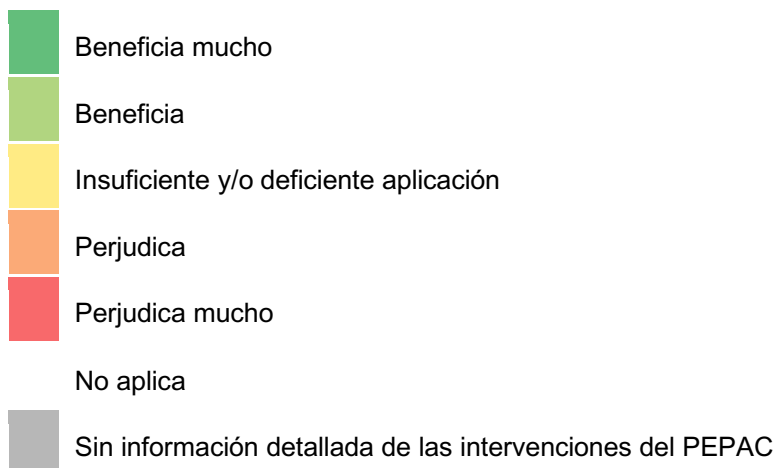 Beneficia mucho
Beneficia
Insuficiente y/o deficiente aplicación
Perjudica
Perjudica mucho
No aplica
Sin información detallada de las intervenciones del PEPAC